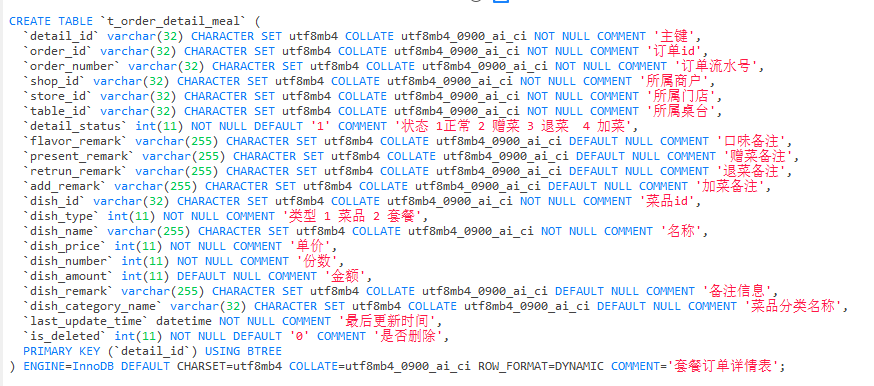 CREATE TABLE `t_order_detail_meal` (
  `detail_id` varchar(32) CHARACTER SET utf8mb4 COLLATE utf8mb4_0900_ai_ci NOT NULL COMMENT '主键',
  `order_id` varchar(32) CHARACTER SET utf8mb4 COLLATE utf8mb4_0900_ai_ci NOT NULL COMMENT '订单id',
  `order_number` varchar(32) CHARACTER SET utf8mb4 COLLATE utf8mb4_0900_ai_ci NOT NULL COMMENT '订单流水号',
  `shop_id` varchar(32) CHARACTER SET utf8mb4 COLLATE utf8mb4_0900_ai_ci NOT NULL COMMENT '所属商户',
  `store_id` varchar(32) CHARACTER SET utf8mb4 COLLATE utf8mb4_0900_ai_ci NOT NULL COMMENT '所属门店',
  `table_id` varchar(32) CHARACTER SET utf8mb4 COLLATE utf8mb4_0900_ai_ci NOT NULL COMMENT '所属桌台',
  `detail_status` int(11) NOT NULL DEFAULT '1' COMMENT '状态 1正常 2 赠菜 3 退菜  4 加菜',
  `flavor_remark` varchar(255) CHARACTER SET utf8mb4 COLLATE utf8mb4_0900_ai_ci DEFAULT NULL COMMENT '口味备注',
  `present_remark` varchar(255) CHARACTER SET utf8mb4 COLLATE utf8mb4_0900_ai_ci DEFAULT NULL COMMENT '赠菜备注',
  `retrun_remark` varchar(255) CHARACTER SET utf8mb4 COLLATE utf8mb4_0900_ai_ci DEFAULT NULL COMMENT '退菜备注',
  `add_remark` varchar(255) CHARACTER SET utf8mb4 COLLATE utf8mb4_0900_ai_ci DEFAULT NULL COMMENT '加菜备注',
  `dish_id` varchar(32) CHARACTER SET utf8mb4 COLLATE utf8mb4_0900_ai_ci NOT NULL COMMENT '菜品id',
  `dish_type` int(11) NOT NULL COMMENT '类型 1 菜品 2 套餐',
  `dish_name` varchar(255) CHARACTER SET utf8mb4 COLLATE utf8mb4_0900_ai_ci NOT NULL COMMENT '名称',
  `dish_price` int(11) NOT NULL COMMENT '单价',
  `dish_number` int(11) NOT NULL COMMENT '份数',
  `dish_amount` int(11) DEFAULT NULL COMMENT '金额',
  `dish_remark` varchar(255) CHARACTER SET utf8mb4 COLLATE utf8mb4_0900_ai_ci DEFAULT NULL COMMENT '备注信息',
  `dish_category_name` varchar(32) CHARACTER SET utf8mb4 COLLATE utf8mb4_0900_ai_ci DEFAULT NULL COMMENT '菜品分类名称',
  `last_update_time` datetime NOT NULL COMMENT '最后更新时间',
  `is_deleted` int(11) NOT NULL DEFAULT '0' COMMENT '是否删除',
  PRIMARY KEY (`detail_id`) USING BTREE
) ENGINE=InnoDB DEFAULT CHARSET=utf8mb4 COLLATE=utf8mb4_0900_ai_ci ROW_FORMAT=DYNAMIC COMMENT='套餐订单详情表';